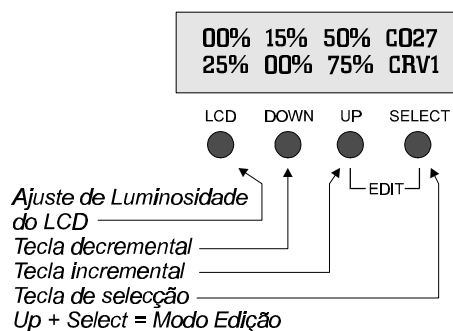 00% 15% 50% C027
25% 00% 75% CRV1
LCD DOWN UP SELECT
EDIT
Ajuste de Luminosidade
do LCD
Tecla decremental
Tecla incremental
Tecla de selecção
Up + Select = Modo Edição